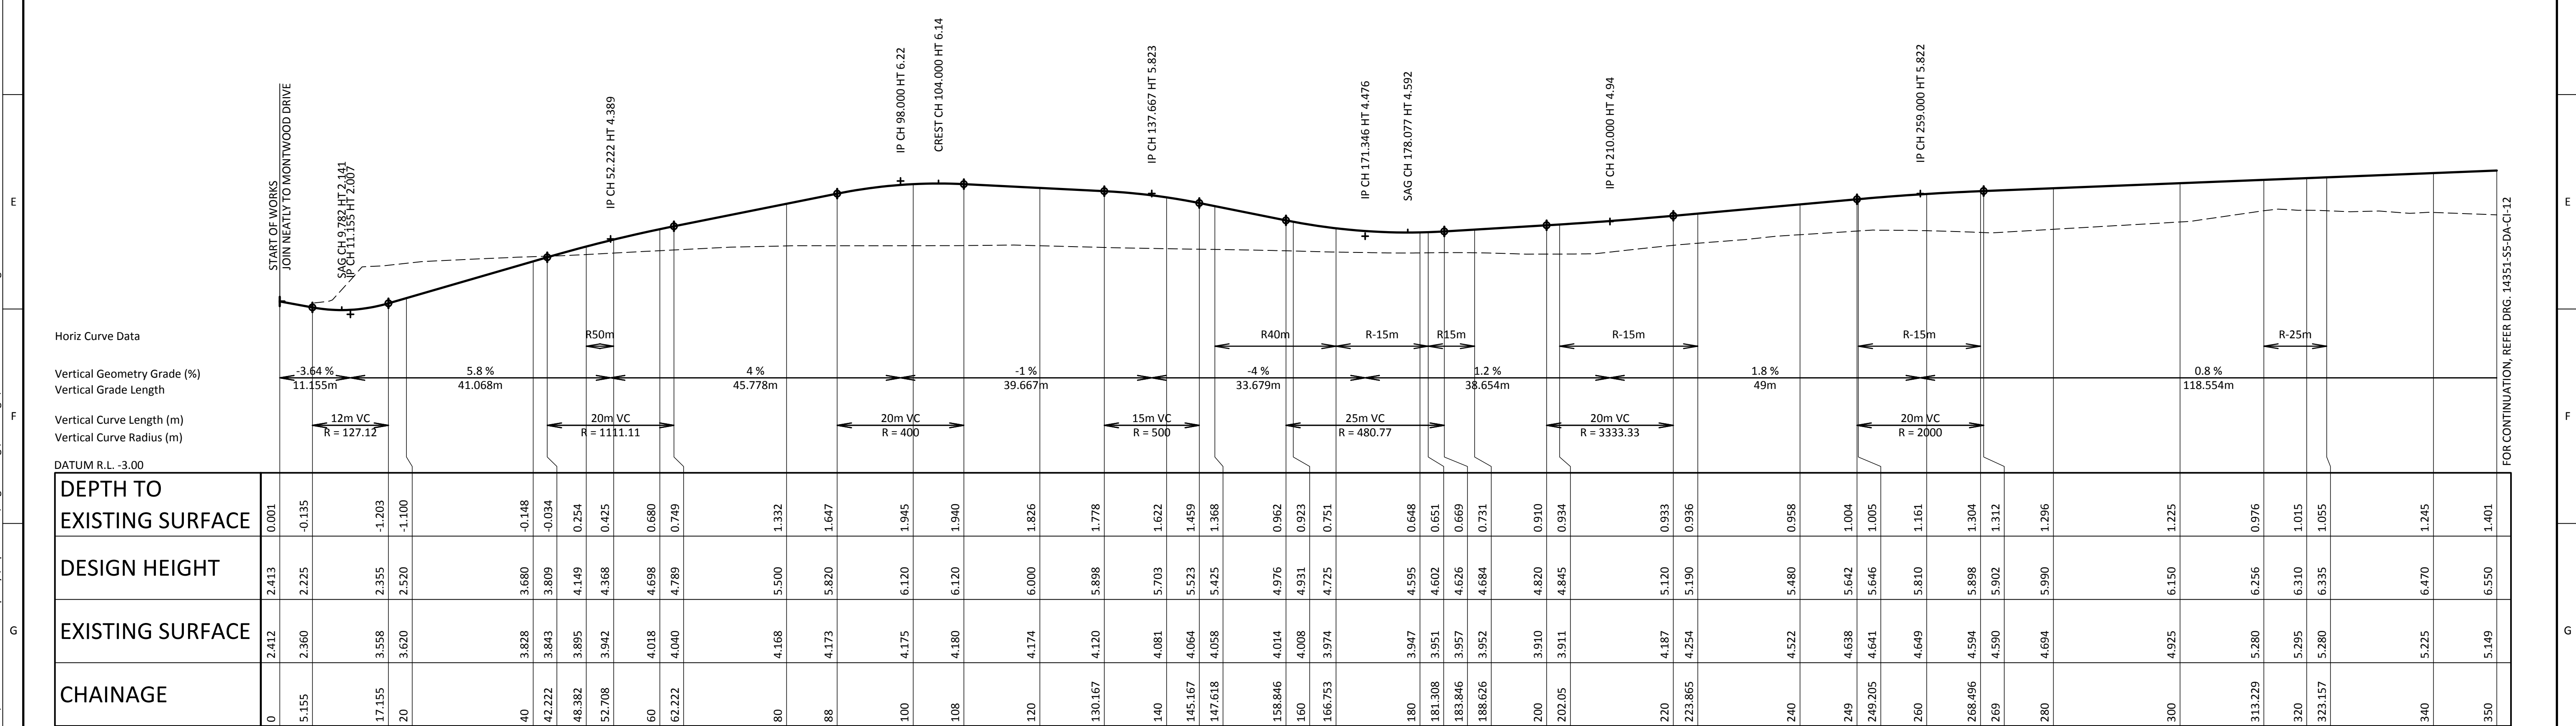 START OF WORKS
JOIN NEATLY TO MONTWOOD DRIVE
SAG CH 9.782 HT 2.141
IP CH 11.155 HT 2.007
IP CH 52.222 HT 4.389
IP CH 98.000 HT 6.22
CREST CH 104.000 HT 6.14
IP CH 137.667 HT 5.823
IP CH 171.346 HT 4.476
SAG CH 178.077 HT 4.592
IP CH 210.000 HT 4.94
IP CH 259.000 HT 5.822
FOR CONTINUATION, REFER DRG. 14351-S5-DA-CI-12
E
E
Horiz Curve Data
R50m R40m R-15m R15m R-15m R-15m R-25m
Vertical Geometry Grade (%)
-3.64 % 5.8 % 4 % -1 % -4 % 1.2 % 1.8 % 0.8 %
Vertical Grade Length
11.155m 41.068m 45.778m 39.667m 33.679m 38.654m 49m 118.554m
F
F
Vertical Curve Length (m)
12m VC 20m VC 20m VC 15m VC 25m VC 20m VC 20m VC
Vertical Curve Radius (m)
R = 127.12 R = 1111.11 R = 400 R = 500 R = 480.77 R = 3333.33 R = 2000
DATUM R.L. -3.00
DEPTH TO
EXISTING SURFACE
0.001 -0.135 -1.203 -1.100 -0.148 -0.034 0.254 0.425 0.680 0.749 1.332 1.647 1.945 1.940 1.826 1.778 1.622 1.459 1.368 0.962 0.923 0.751 0.648 0.651 0.669 0.731 0.910 0.934 0.933 0.936 0.958 1.004 1.005 1.161 1.304 1.312 1.296 1.225 0.976 1.015 1.055 1.245 1.401
DESIGN HEIGHT
2.413 2.225 2.355 2.520 3.680 3.809 4.149 4.368 4.698 4.789 5.500 5.820 6.120 6.120 6.000 5.898 5.703 5.523 5.425 4.976 4.931 4.725 4.595 4.602 4.626 4.684 4.820 4.845 5.120 5.190 5.480 5.642 5.646 5.810 5.898 5.902 5.990 6.150 6.256 6.310 6.335 6.470 6.550
EXISTING SURFACE
2.412 2.360 3.558 3.620 3.828 3.843 3.895 3.942 4.018 4.040 4.168 4.173 4.175 4.180 4.174 4.120 4.081 4.064 4.058 4.014 4.008 3.974 3.947 3.951 3.957 3.952 3.910 3.911 4.187 4.254 4.522 4.638 4.641 4.649 4.594 4.590 4.694 4.925 5.280 5.295 5.280 5.225 5.149
G
G
CHAINAGE
0 5.155 17.155 20 40 42.222 48.382 52.708 60 62.222 80 88 100 108 120 130.167 140 145.167 147.618 158.846 160 166.753 180 181.308 183.846 188.626 200 202.05 220 223.865 240 249 249.205 260 268.496 269 280 300 313.229 320 323.157 340 350